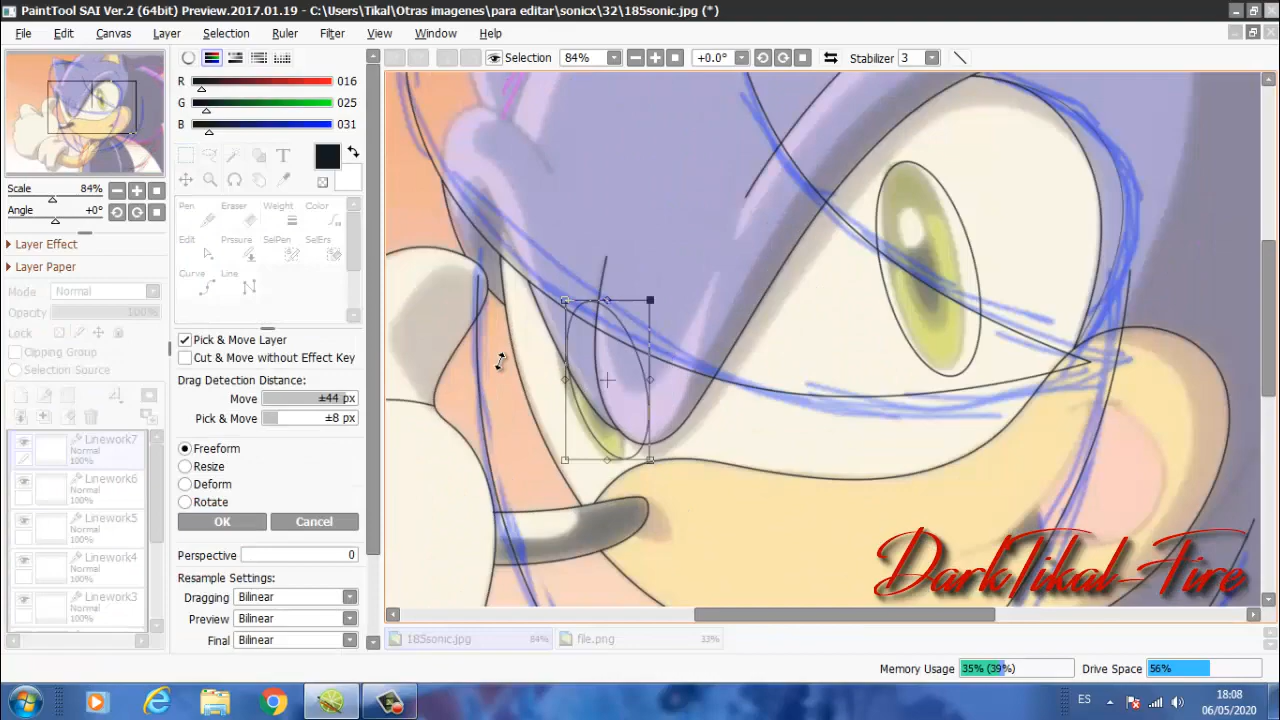 PaintTool SAI Ver.2 (64bit) Preview.2017.01.19 - C:\Users\Tikal\Otras imagenes\para editar\sonicx\32\185sonic.jpg (*)
File Edit Canvas Layer Selection Ruler Filter View Window Help
Selection 84% +0.0° Stabilizer 3
R 016
G 025
B 031
T
Scale 84%
Angle +0°
Pen Eraser Weight Color
Edit Prssure SelPen SelErs
Curve Line
Layer Effect
Layer Paper
Mode Normal
Opacity 100%
Lock
Clipping Group
Selection Source
Linework7
Normal
100%
Linework6
Normal
100%
Linework5
Normal
100%
Linework4
Normal
100%
Linework3
Normal
100%
Pick & Move Layer
Cut & Move without Effect Key
Drag Detection Distance:
Move ±44 px
Pick & Move ±8 px
Freeform
Resize
Deform
Rotate
OK Cancel
Perspective 0
Resample Settings:
Dragging Bilinear
Preview Bilinear
Final Bilinear
DarkTikal-Fire
185sonic.jpg 84% file.png 33%
Memory Usage 35% (39%) Drive Space 56%
ES 18:08
06/05/2020